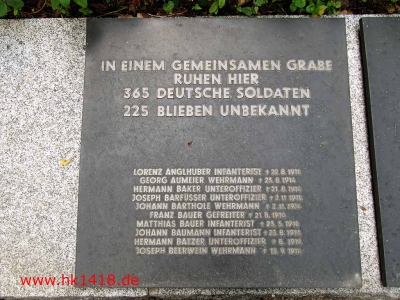 IN EINEM GEMEINSAMEN GRABE
RUHEN HIER
365 DEUTSCHE SOLDATEN
225 BLIEBEN UNBEKANNT
LORENZ ANGLHUBER INFANTERIST
GEORG AUMEIER WEHRMANN
HERMANN BAKER UNTEROFFIZIER
JOSEPH BARFÜSSER UNTEROFFIZIER
JOHANN BARTHOLE WEHRMANN
FRANZ BAUER GEFREITER
MATTHIAS BAUER INFANTERIST
JOHANN BAUMANN INFANTERIST
HERMANN BATZER UNTEROFFIZIER
JOSEPH BEERWEIN WEHRMANN
www.hk1418.de